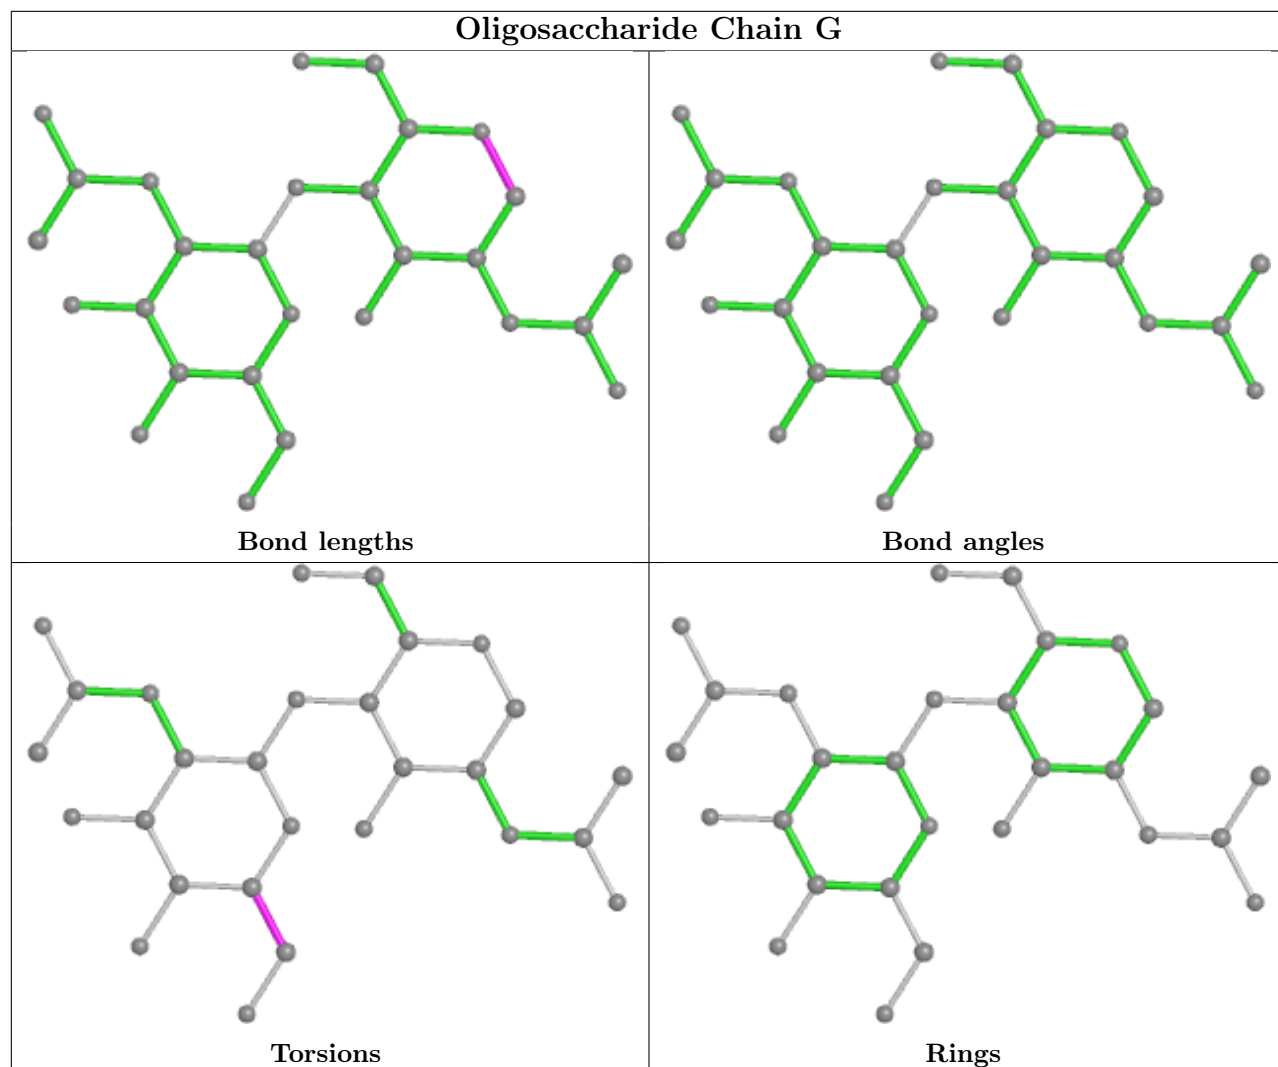 Oligosaccharide Chain G
Bond lengths
Bond angles
Torsions
Rings